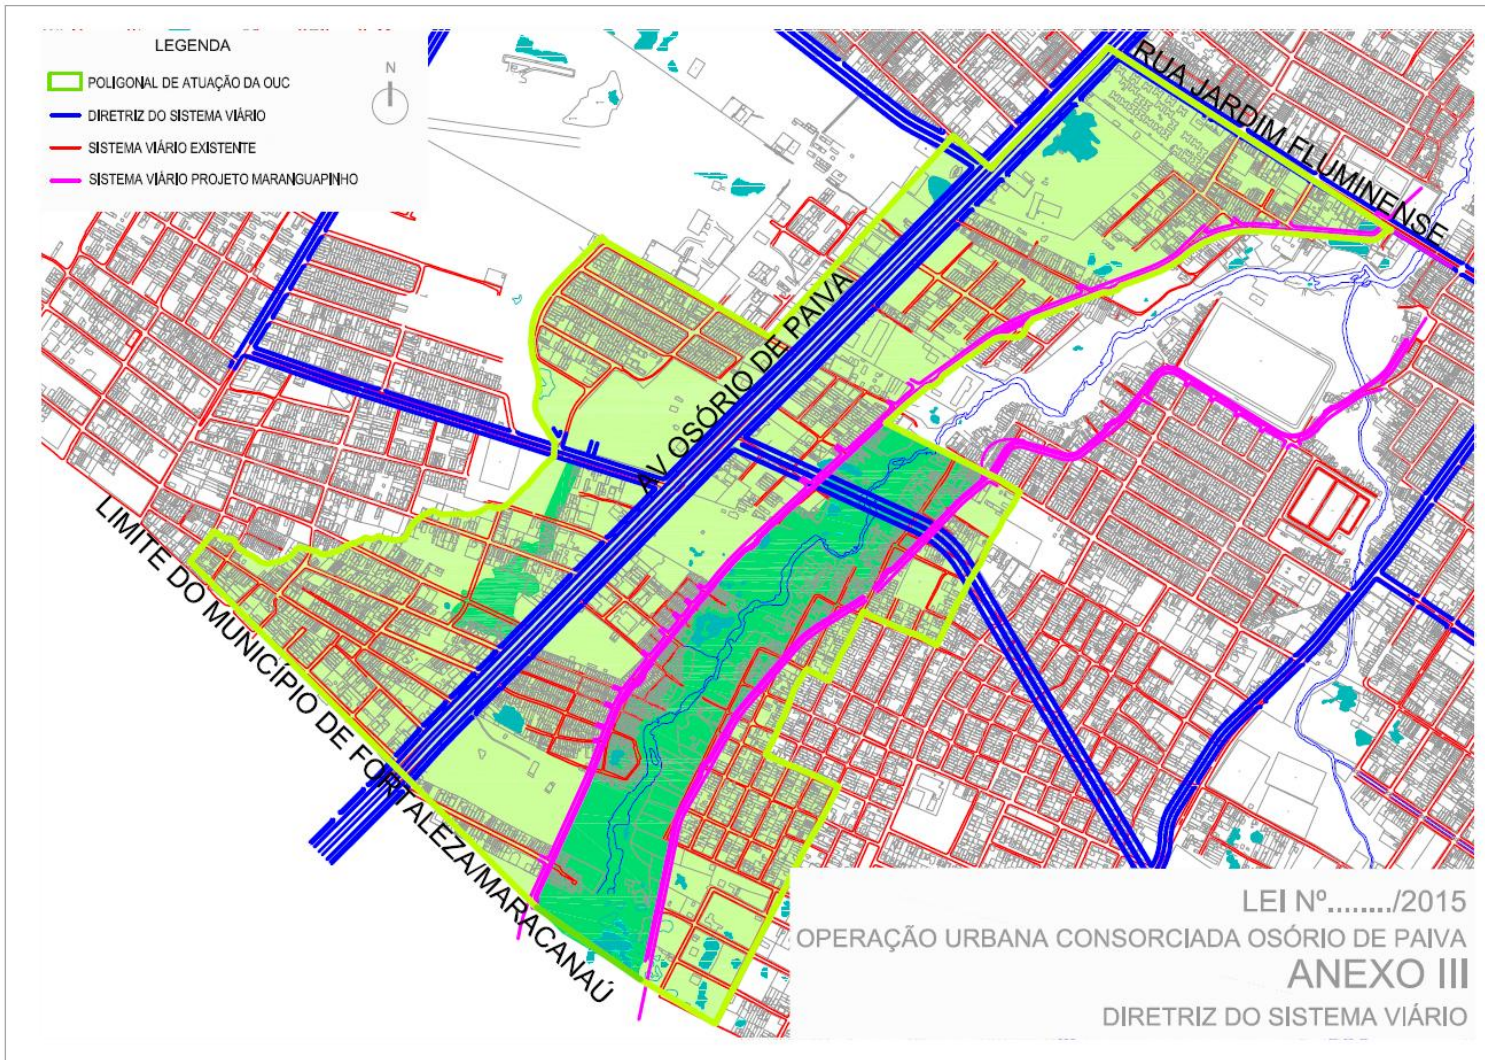 LEGENDA
POLIGONAL DE ATUAÇÃO DA OUC
DIRETRIZ DO SISTEMA VIÁRIO
SISTEMA VIÁRIO EXISTENTE
SISTEMA VIÁRIO PROJETO MARANGUAPINHO
N
RUA JARDIM FLUMINENSE
AV OSÓRIO DE PAIVA
LIMITE DO MUNICÍPIO DE FORTALEZA/MARACANAÚ
LEI Nº......../2015
OPERAÇÃO URBANA CONSORCIADA OSÓRIO DE PAIVA
ANEXO III
DIRETRIZ DO SISTEMA VIÁRIO